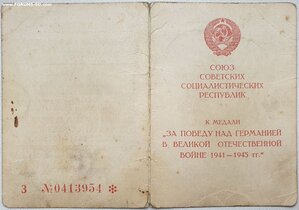 З №0413954 ✻
СОЮЗ
СОВЕТСКИХ
СОЦИАЛИСТИЧЕСКИХ
РЕСПУБЛИК
К МЕДАЛИ
„ЗА ПОБЕДУ НАД ГЕРМАНИЕЙ
В ВЕЛИКОЙ ОТЕЧЕСТВЕННОЙ
ВОЙНЕ 1941—1945 гг.“